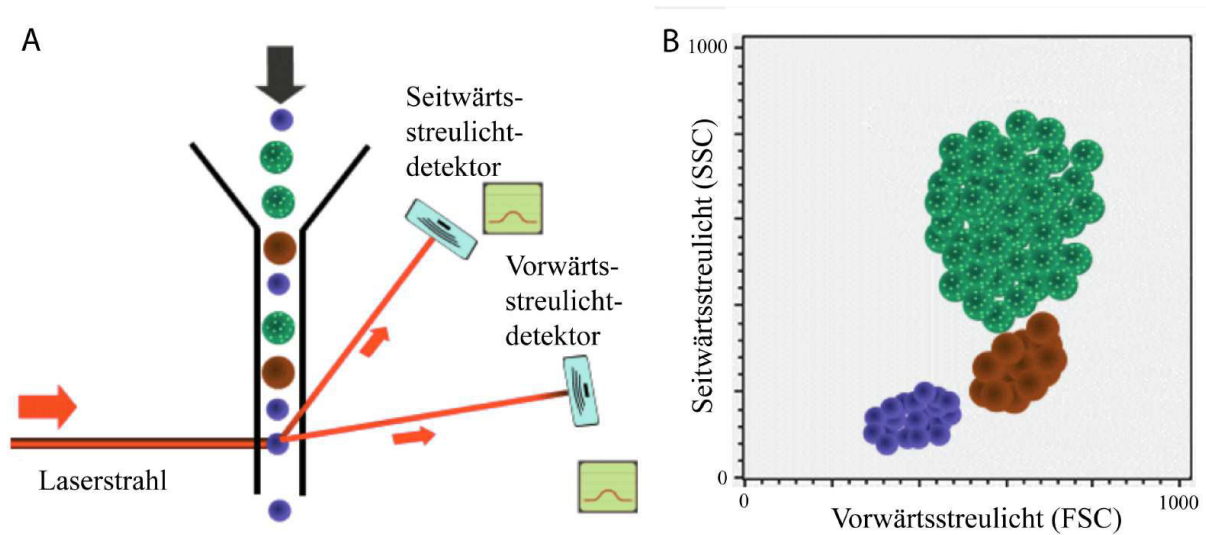 A
Seitwärts-
streulicht-
detektor
Vorwärts-
streulicht-
detektor
Laserstrahl
B
1000
Seitwärtsstreulicht (SSC)
0
0
1000
Vorwärtsstreulicht (FSC)